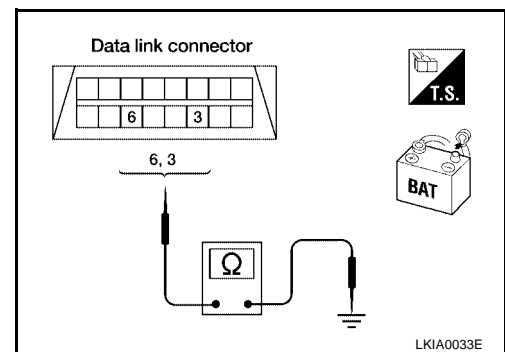 Data link connector
6 3
6, 3
Ω
T.S.
BAT
LKIA0033E